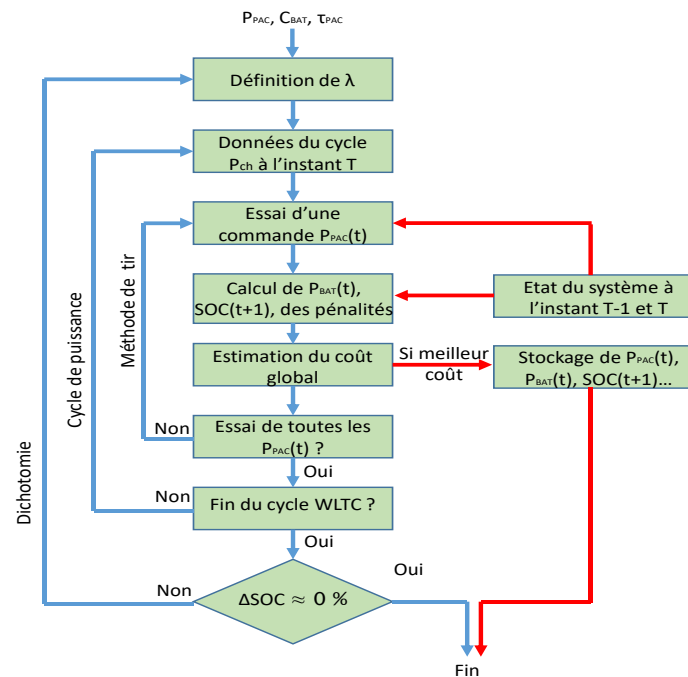 PPAC, CBAT, τPAC
Définition de λ
Données du cycle
Pch à l'instant T
Essai d'une
commande PPAC(t)
Calcul de PBAT(t),
SOC(t+1), des pénalités
Etat du système à
l'instant T-1 et T
Estimation du coût
global
Si meilleur
coût
Stockage de PPAC(t),
PBAT(t), SOC(t+1)...
Essai de toutes les
PPAC(t) ?
Non
Oui
Fin du cycle WLTC ?
Non
Oui
ΔSOC ≈ 0 %
Non
Oui
Fin
Méthode de tir
Cycle de puissance
Dichotomie